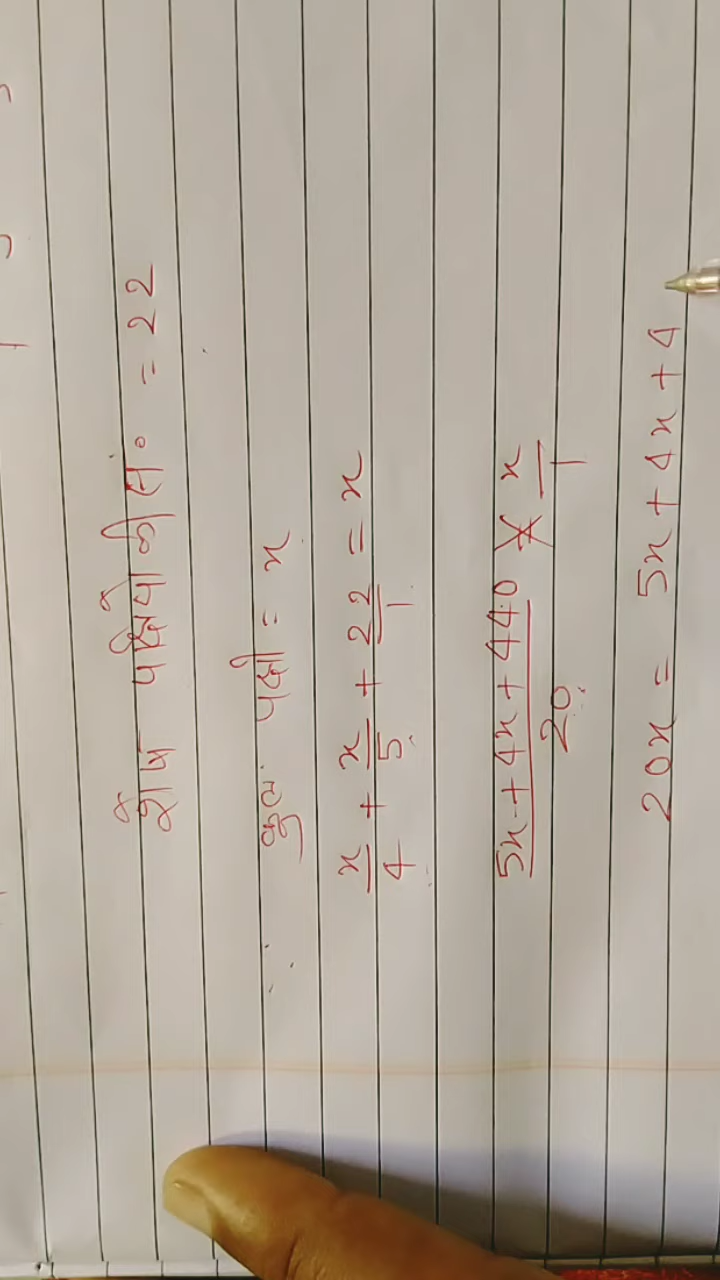 शेष पक्षियो की सं० = 22
कुल पक्षी = x
x/4 + x/5 + 22/1 = x
5x + 4x + 440/20 = x/1
20x = 5x + 4x + 4